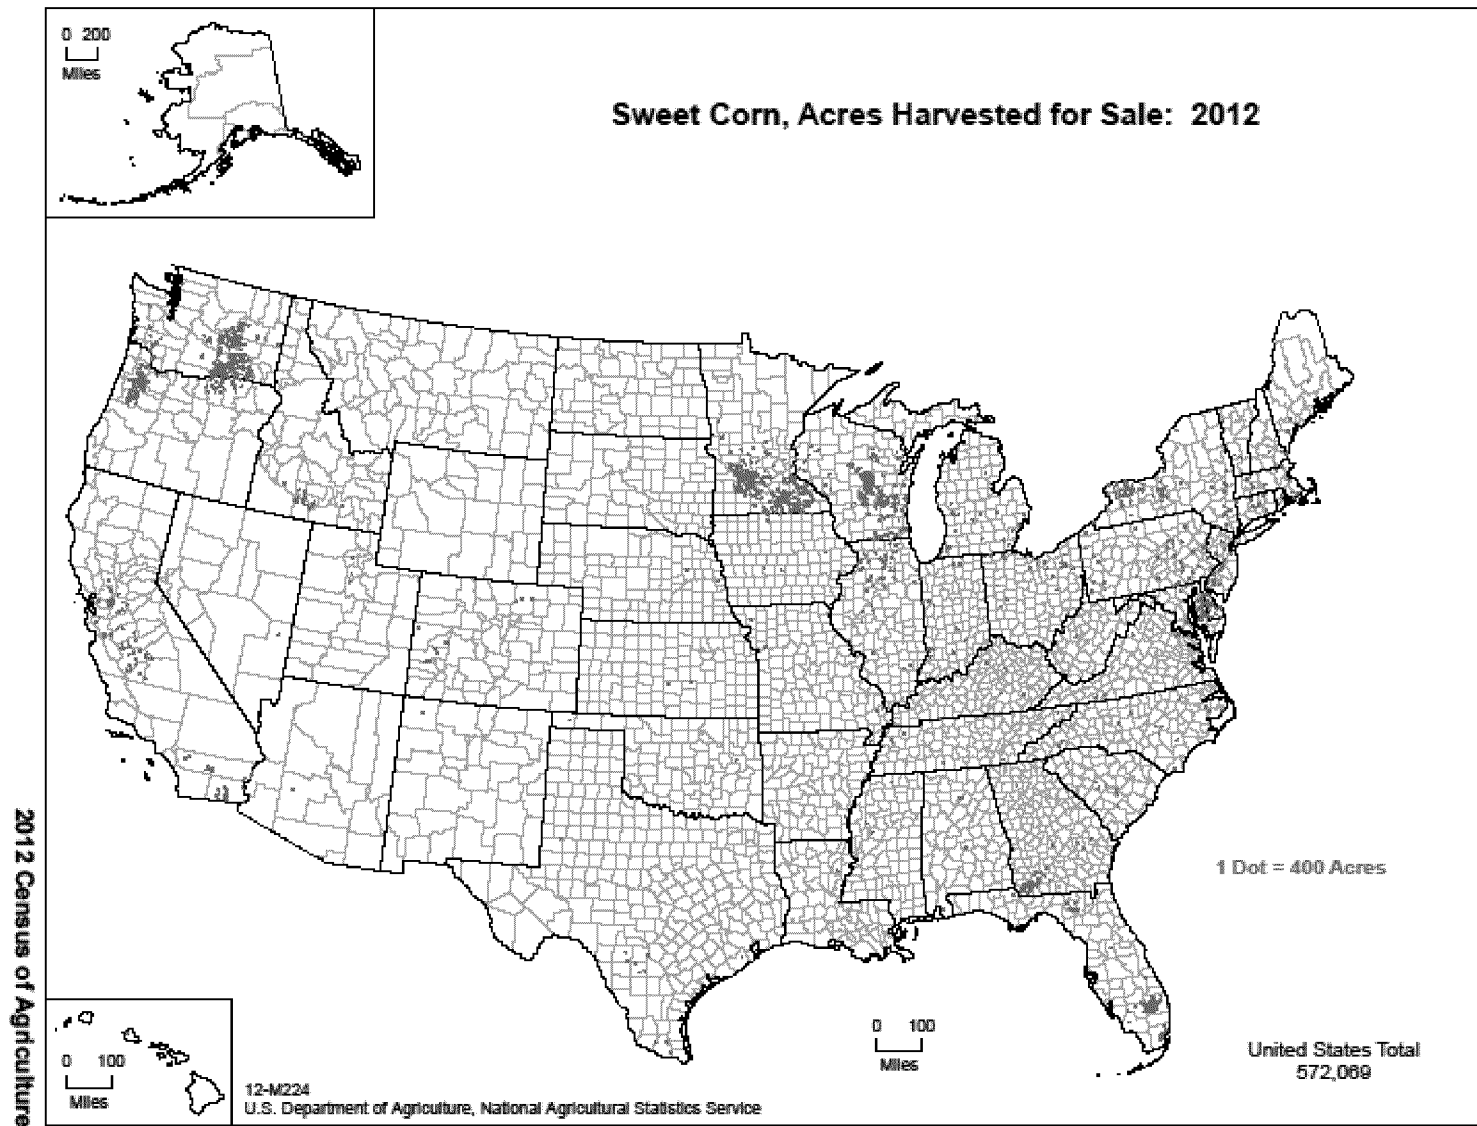 0 200
Miles
Sweet Corn, Acres Harvested for Sale: 2012
1 Dot = 400 Acres
0 100
Miles
United States Total
572,069
0 100
Miles
12-M224
U.S. Department of Agriculture, National Agricultural Statistics Service
2012 Census of Agriculture